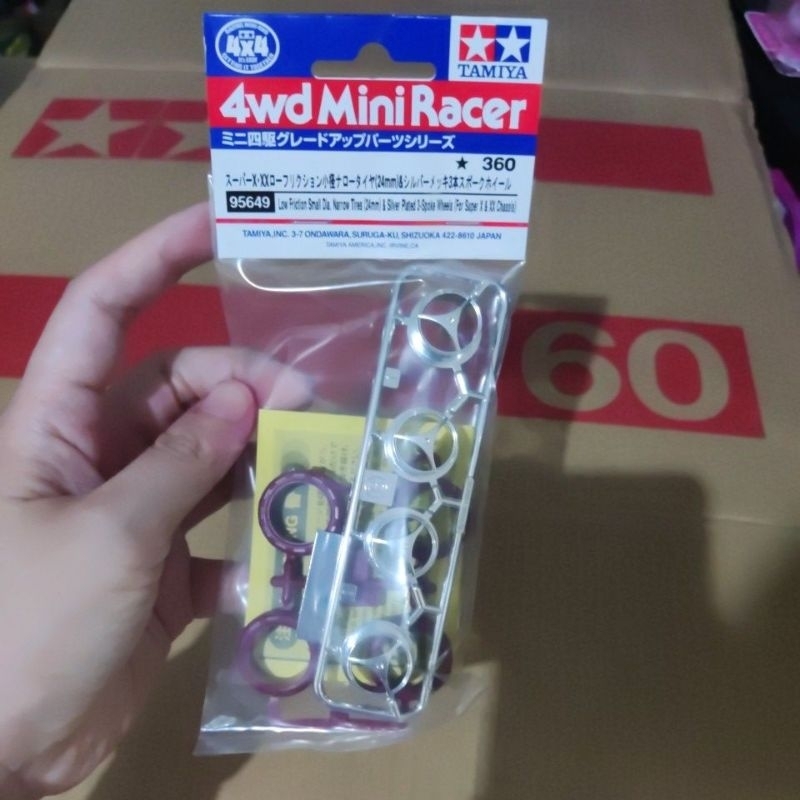 4X4
TAMIYA
4wd Mini Racer
ミニ四駆グレードアップパーツシリーズ
★ 360
スーパーX・XXローフリクション小径ナロータイヤ(24mm)&シルバーメッキ3本スポークホイール
95649 Low Friction Small Dia. Narrow Tires (24mm) & Silver Plated 3-Spoke Wheels (For Super X & XX Chassis)
TAMIYA, INC. 3-7 ONDAWARA, SURUGA-KU, SHIZUOKA 422-8610 JAPAN
TAMIYA AMERICA, INC. IRVINE, CA
60